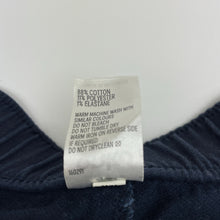 88% COTTON
11% POLYESTER
1% ELASTANE
WARM MACHINE WASH WITH
SIMILAR COLOURS
DO NOT BLEACH
DO NOT TUMBLE DRY
WARM IRON ON REVERSE SIDE
IF REQUIRED
DO NOT DRYCLEAN